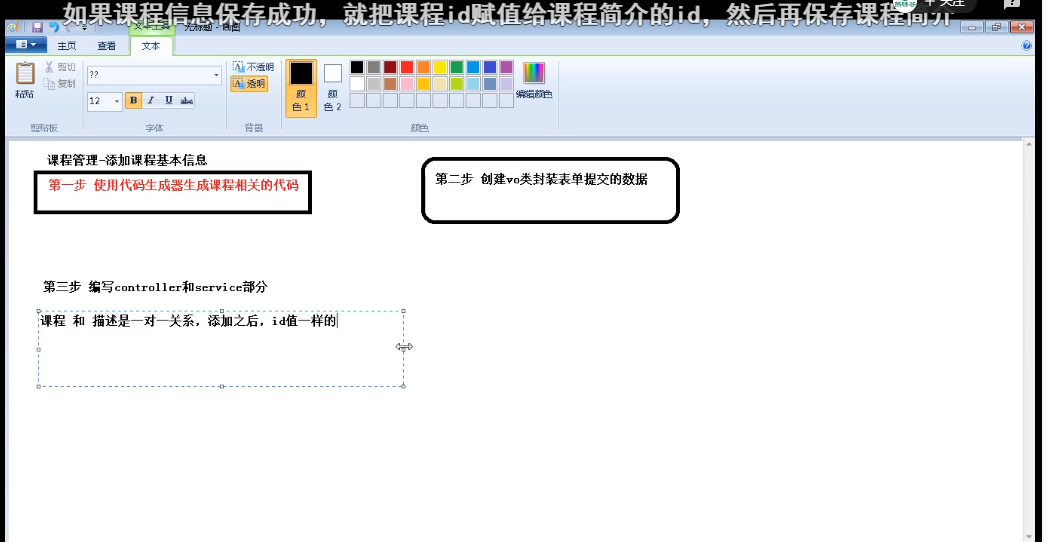 如果课程信息保存成功，就把课程id赋值给课程简介的id，然后再保存课程简介
+ 关注
文本工具
无标题 - 画图
主页
查看
文本
粘贴
剪切
复制
剪贴板
??
12
B I U abc
字体
不透明
透明
背景
颜色 1
颜色 2
编辑颜色
颜色
课程管理-添加课程基本信息
第一步 使用代码生成器生成课程相关的代码
第二步 创建vo类封装表单提交的数据
第三步 编写controller和service部分
课程 和 描述是一对一关系，添加之后，id值一样的